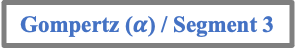 Gompertz (α) / Segment 3